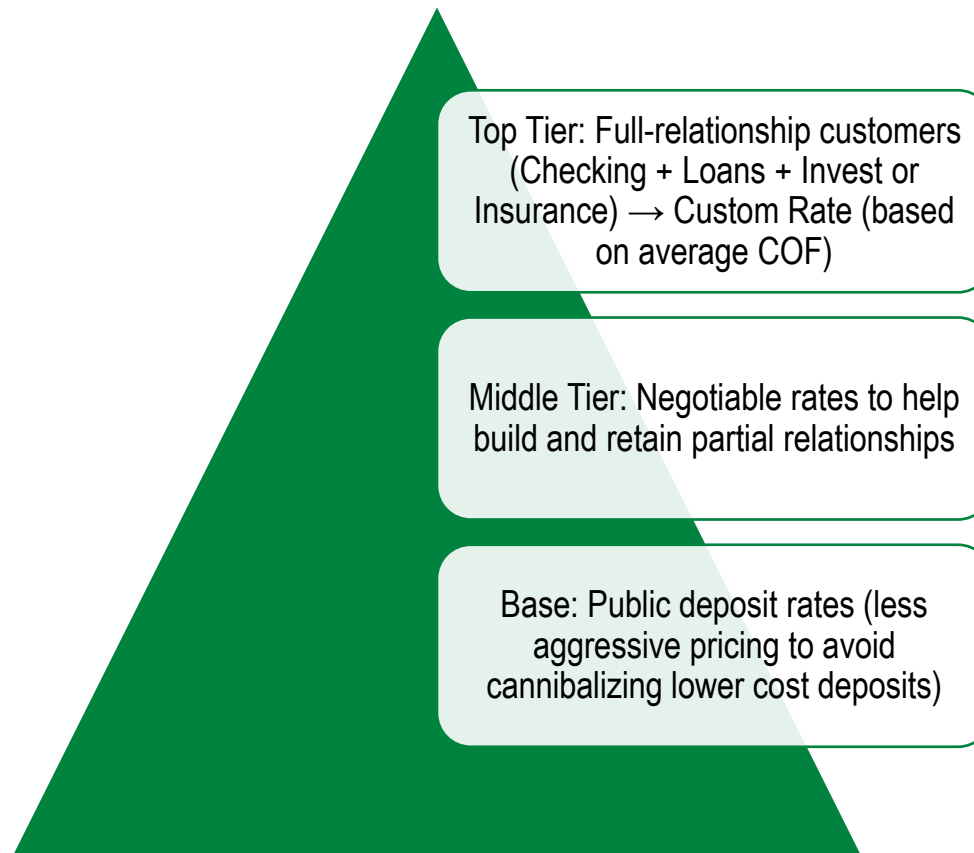 Top Tier: Full-relationship customers
(Checking + Loans + Invest or
Insurance) → Custom Rate (based
on average COF)
Middle Tier: Negotiable rates to help
build and retain partial relationships
Base: Public deposit rates (less
aggressive pricing to avoid
cannibalizing lower cost deposits)